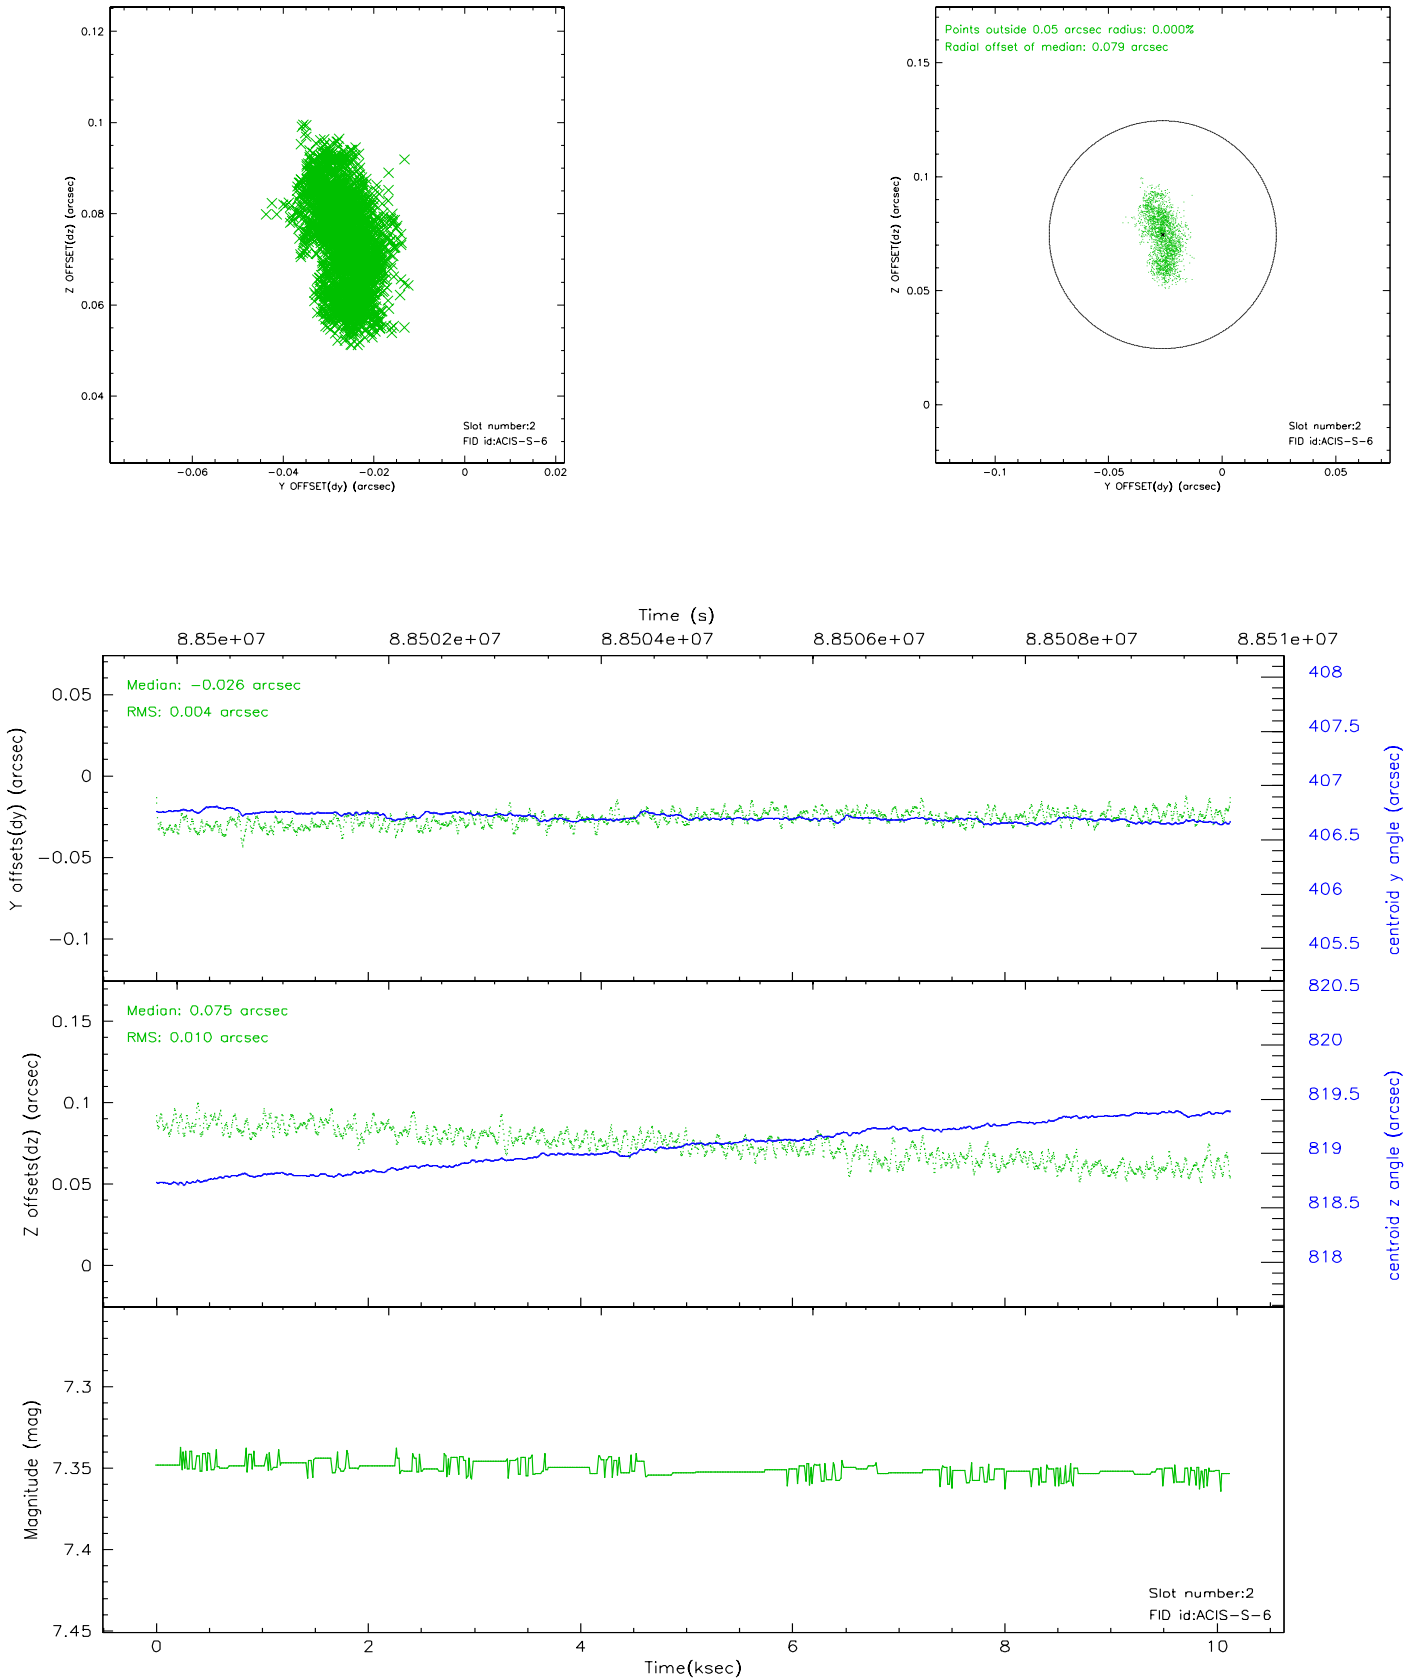 0.12
0.1
0.08
0.06
0.04
Z OFFSET(dz) (arcsec)
Slot number:2
FID id:ACIS-S-6
-0.06
-0.04
-0.02
0
0.02
Y OFFSET(dy) (arcsec)
Points outside 0.05 arcsec radius: 0.000%
Radial offset of median: 0.079 arcsec
0.15
0.1
0.05
0
Z OFFSET(dz) (arcsec)
Slot number:2
FID id:ACIS-S-6
-0.1
-0.05
0
0.05
Y OFFSET(dy) (arcsec)
Time (s)
8.85e+07
8.8502e+07
8.8504e+07
8.8506e+07
8.8508e+07
8.851e+07
Median: -0.026 arcsec
RMS: 0.004 arcsec
0.05
0
-0.05
-0.1
Y offsets(dy) (arcsec)
408
407.5
407
406.5
406
405.5
centroid y angle (arcsec)
Median: 0.075 arcsec
RMS: 0.010 arcsec
0.15
0.1
0.05
0
Z offsets(dz) (arcsec)
820.5
820
819.5
819
818.5
818
centroid z angle (arcsec)
7.3
7.35
7.4
7.45
Magnitude (mag)
Slot number:2
FID id:ACIS-S-6
0
2
4
6
8
10
Time(ksec)